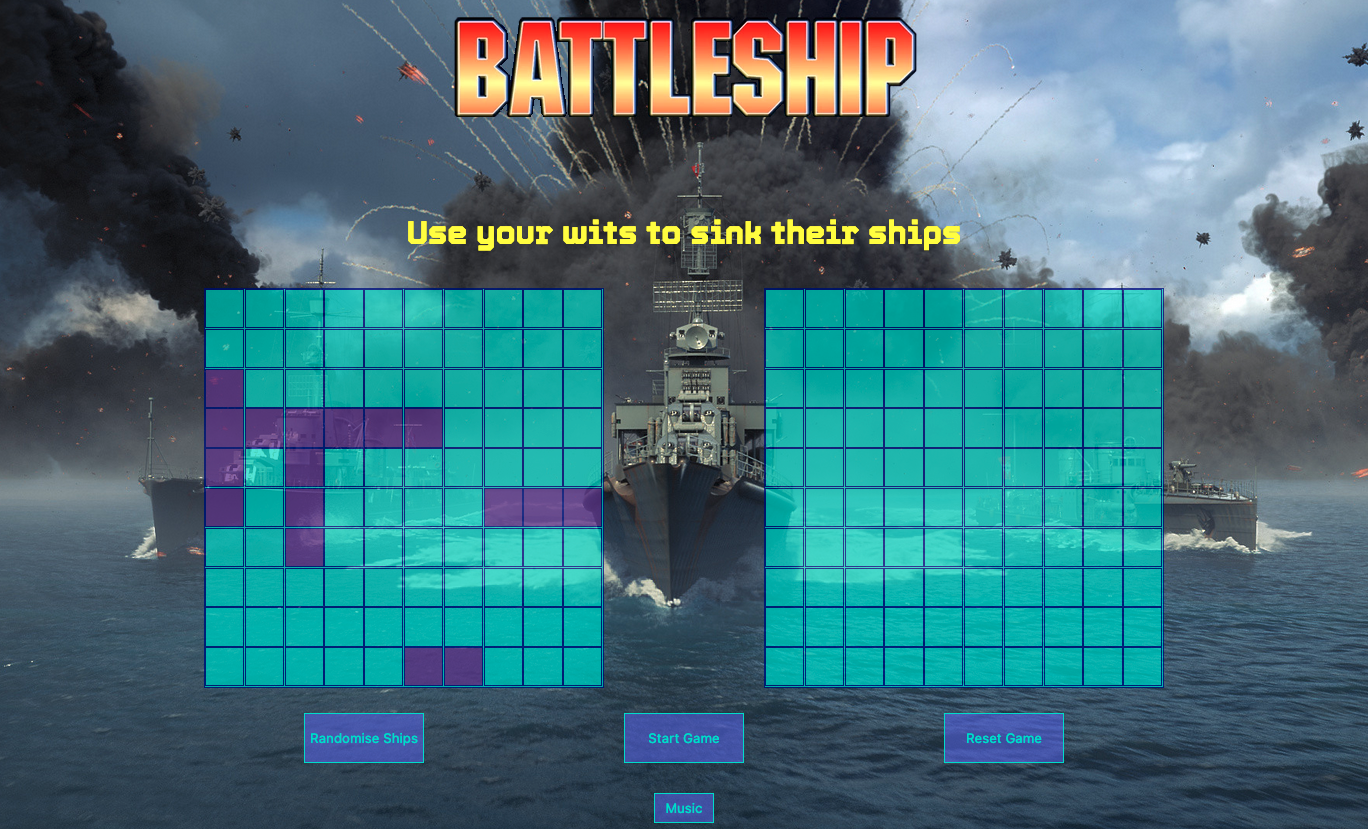 BATTLESHIP
Use your wits to sink their ships
Randomise Ships
Start Game
Reset Game
Music